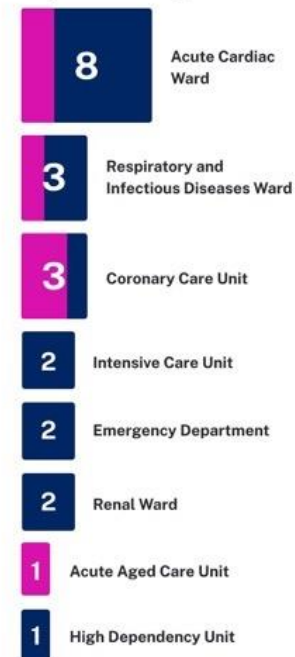 8
Acute Cardiac
Ward
3
Respiratory and
Infectious Diseases Ward
3
Coronary Care Unit
2
Intensive Care Unit
2
Emergency Department
2
Renal Ward
1
Acute Aged Care Unit
1
High Dependency Unit